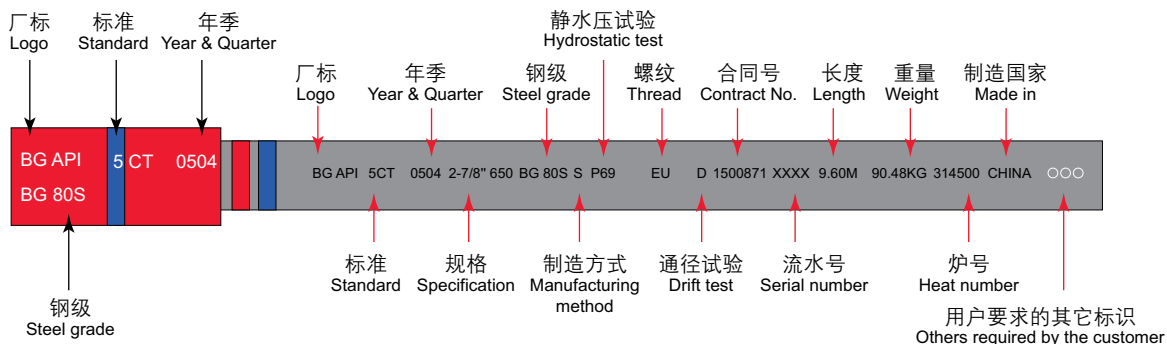 厂标
Logo
标准
Standard
年季
Year & Quarter
静水压试验
Hydrostatic test
厂标
Logo
年季
Year & Quarter
钢级
Steel grade
螺纹
Thread
合同号
Contract No.
长度
Length
重量
Weight
制造国家
Made in
BG API 5 CT 0504
BG 80S
BG API 5CT 0504 2-7/8" 650 BG 80S S P69 EU D 1500871 XXXX 9.60M 90.48KG 314500 CHINA ○○○
钢级
Steel grade
标准
Standard
规格
Specification
制造方式
Manufacturing
method
通径试验
Drift test
流水号
Serial number
炉号
Heat number
用户要求的其它标识
Others required by the customer